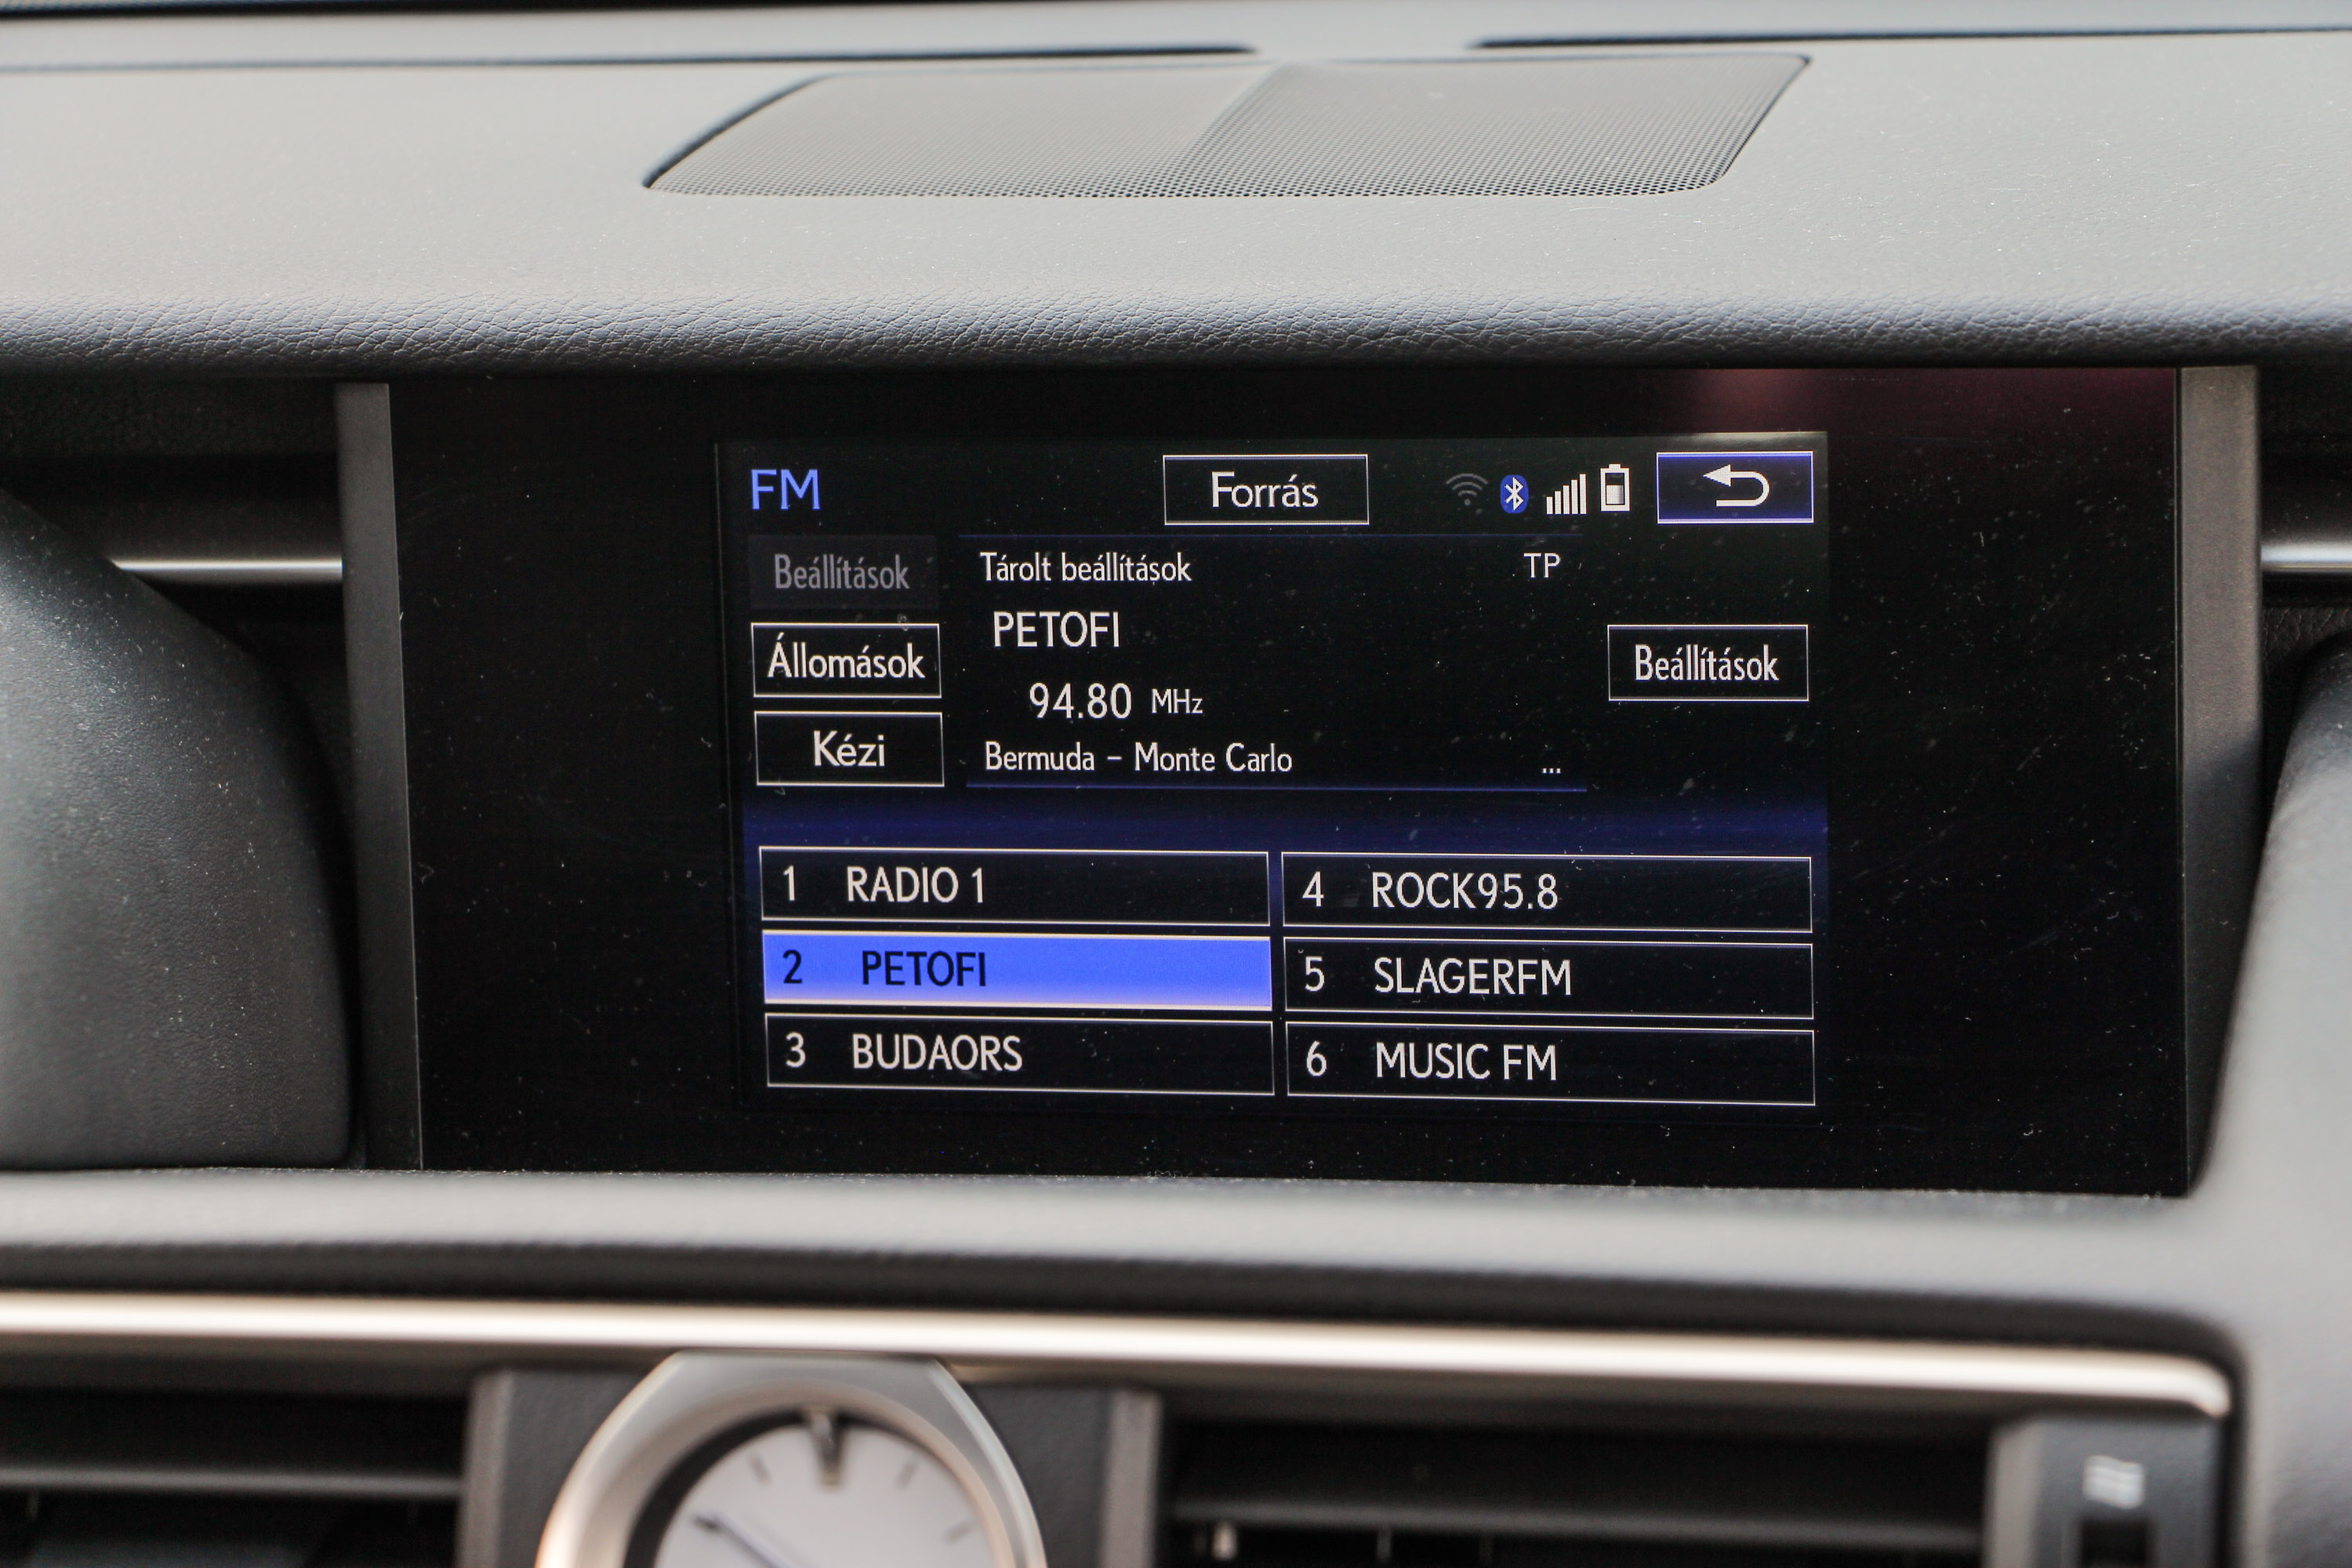 FM
Forrás
Beállítások
Tárolt beállítások
TP
PETOFI
Állomások
Beállítások
94.80 MHz
Kézi
Bermuda – Monte Carlo ...
1 RADIO 1
4 ROCK95.8
2 PETOFI
5 SLAGERFM
3 BUDAORS
6 MUSIC FM